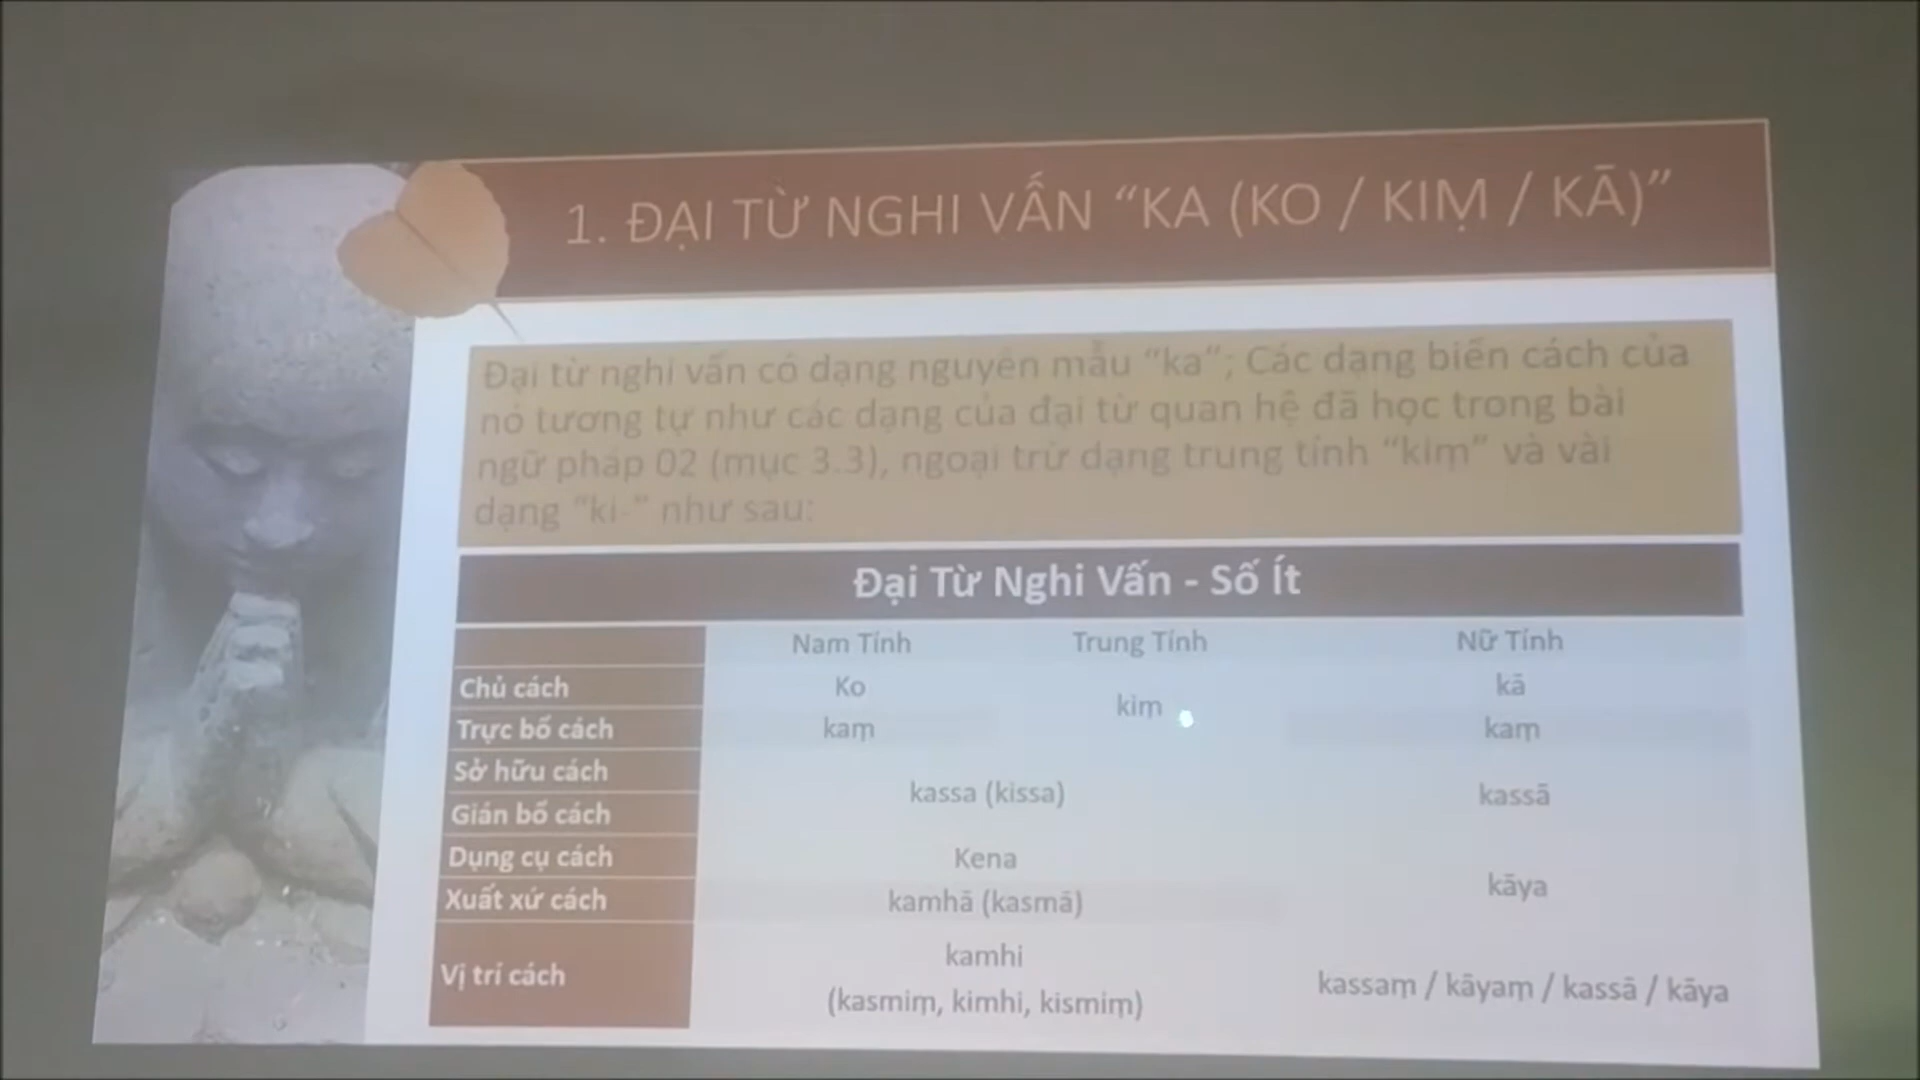 1. ĐẠI TỪ NGHI VẤN “KA (KO / KIṂ / KĀ)”
Đại từ nghi vấn có dạng nguyên mẫu “ka”; Các dạng biến cách của
nó tương tự như các dạng của đại từ quan hệ đã học trong bài
ngữ pháp 02 (mục 3.3), ngoại trừ dạng trung tính “kiṃ” và vài
dạng “ki-” như sau:
Đại Từ Nghi Vấn - Số Ít
Nam Tính Trung Tính Nữ Tính
Chủ cách Ko kiṃ kā
Trực bổ cách kaṃ kaṃ
Sở hữu cách kassa (kissa) kassā
Gián bổ cách
Dụng cụ cách Kena kāya
Xuất xứ cách kamhā (kasmā)
Vị trí cách kamhi
(kasmiṃ, kimhi, kismiṃ) kassaṃ / kāyaṃ / kassā / kāya